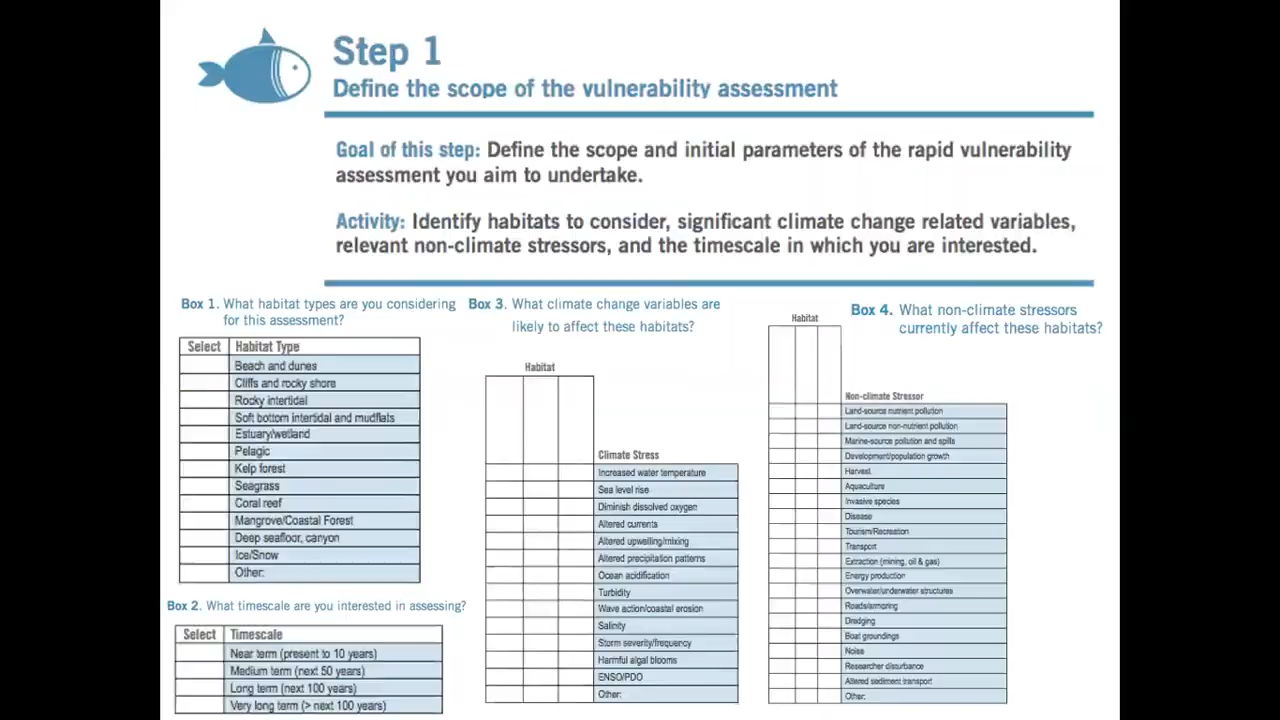 Step 1
Define the scope of the vulnerability assessment
Goal of this step: Define the scope and initial parameters of the rapid vulnerability
assessment you aim to undertake.
Activity: Identify habitats to consider, significant climate change related variables,
relevant non-climate stressors, and the timescale in which you are interested.
Box 1. What habitat types are you considering
for this assessment?
Select Habitat Type
Beach and dunes
Cliffs and rocky shore
Rocky intertidal
Soft bottom intertidal and mudflats
Estuary/wetland
Pelagic
Kelp forest
Seagrass
Coral reef
Mangrove/Coastal Forest
Deep seafloor, canyon
Ice/Snow
Other:
Box 2. What timescale are you interested in assessing?
Select Timescale
Near term (present to 10 years)
Medium term (next 50 years)
Long term (next 100 years)
Very long term (> next 100 years)
Box 3. What climate change variables are
likely to affect these habitats?
Habitat
Climate Stress
Increased water temperature
Sea level rise
Diminish dissolved oxygen
Altered currents
Altered upwelling/mixing
Altered precipitation patterns
Ocean acidification
Turbidity
Wave action/coastal erosion
Salinity
Storm severity/frequency
Harmful algal blooms
ENSO/PDO
Other:
Box 4. What non-climate stressors
currently affect these habitats?
Habitat
Non-climate Stressor
Land-source nutrient pollution
Land-source non-nutrient pollution
Marine-source pollution and spills
Development/population growth
Harvest
Aquaculture
Invasive species
Disease
Tourism/Recreation
Transport
Extraction (mining, oil & gas)
Energy production
Overwater/underwater structures
Roads/armoring
Dredging
Boat groundings
Noise
Researcher disturbance
Altered sediment transport
Other: